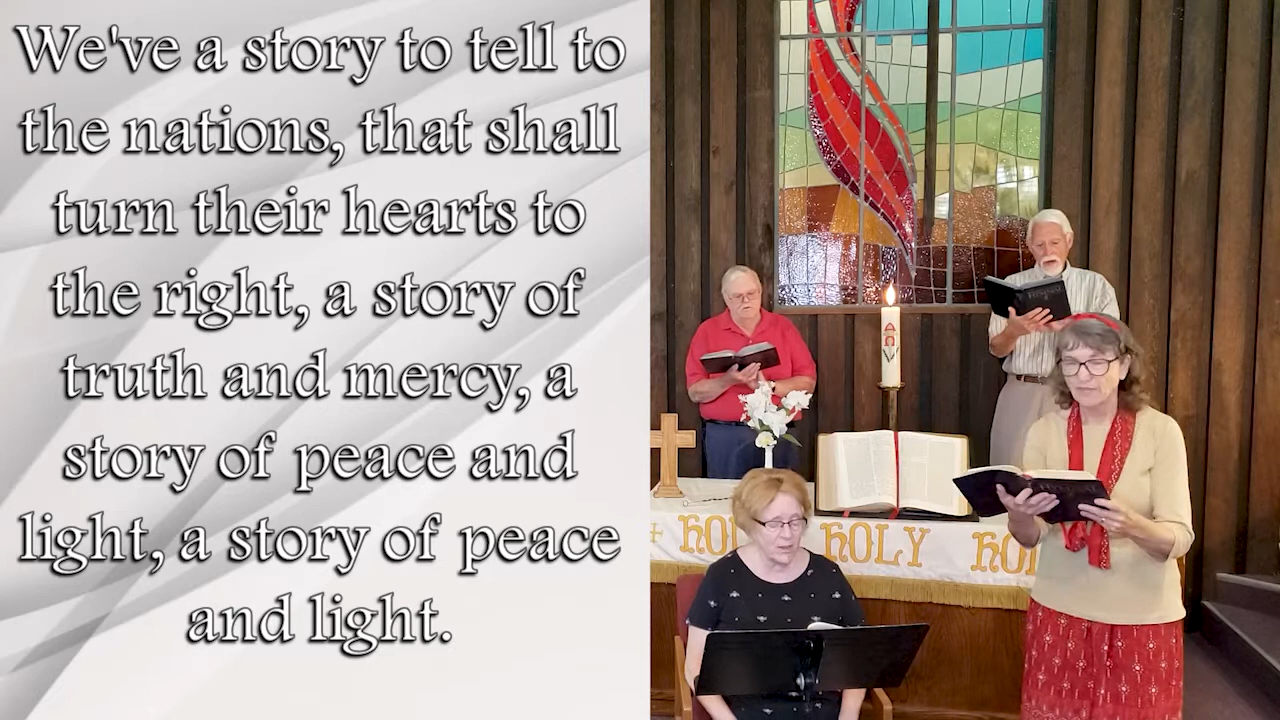 We've a story to tell to
the nations, that shall
turn their hearts to
the right, a story of
truth and mercy, a
story of peace and
light, a story of peace
and light.
HOLY HOLY HOLY